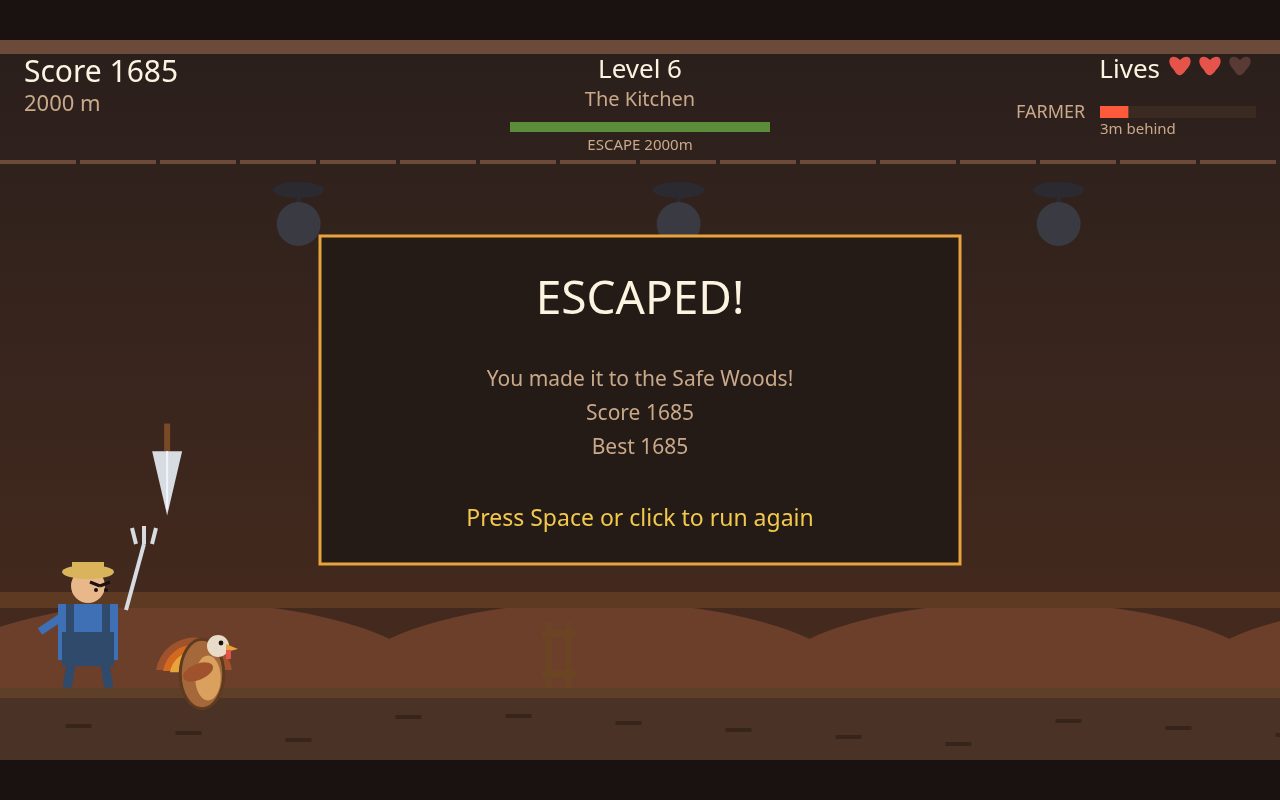 Score 1685
2000 m
Level 6
The Kitchen
ESCAPE 2000m
Lives
FARMER
3m behind
ESCAPED!
You made it to the Safe Woods!
Score 1685
Best 1685
Press Space or click to run again